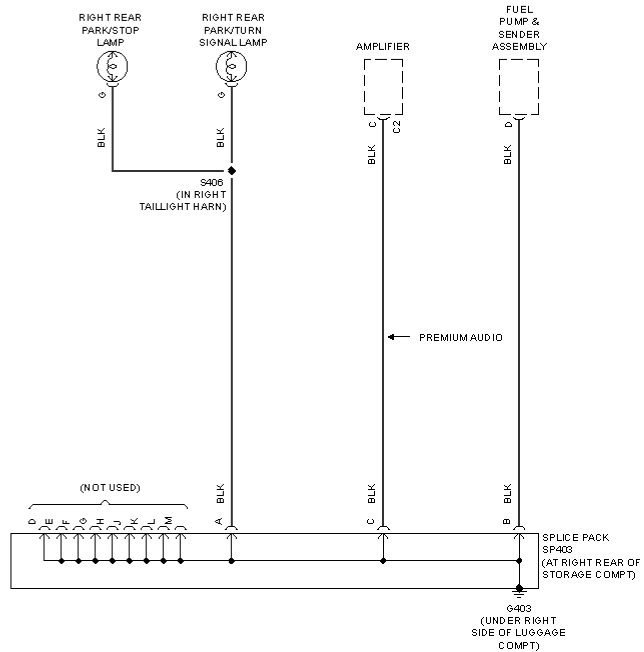 RIGHT REAR
PARK/STOP
LAMP
RIGHT REAR
PARK/TURN
SIGNAL LAMP
AMPLIFIER
FUEL
PUMP &
SENDER
ASSEMBLY
G
G
C
C2
D
BLK
BLK
BLK
BLK
S406
(IN RIGHT
TAILLIGHT HARN)
PREMIUM AUDIO
(NOT USED)
BLK
BLK
BLK
D
E
F
G
H
J
K
L
M
A
C
B
SPLICE PACK
SP403
(AT RIGHT REAR OF
STORAGE COMPT)
G403
(UNDER RIGHT
SIDE OF LUGGAGE
COMPT)